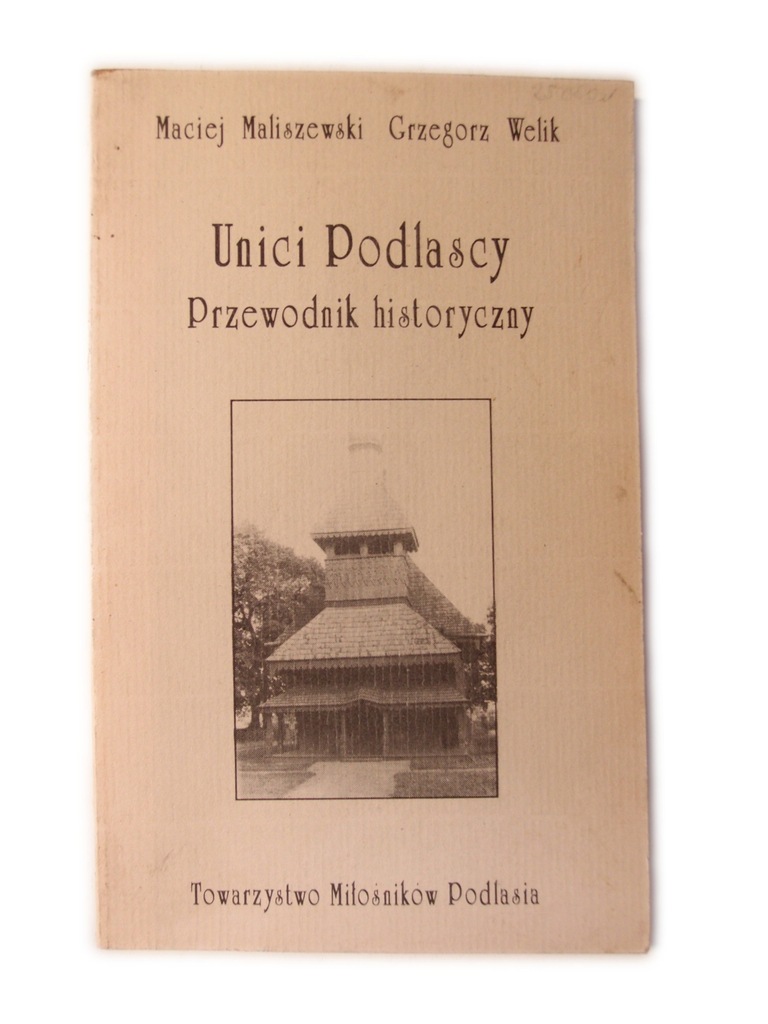 Maciej Maliszewski Grzegorz Welik
Unici Podlascy
Przewodnik historyczny
Towarzystwo Miłośników Podlasia